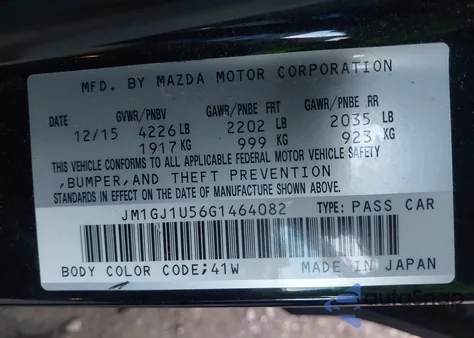 MFD. BY MAZDA MOTOR CORPORATION
DATE GVWR/PNBV GAWR/PNBE FRT GAWR/PNBE RR
12/15 4226 LB 2202 LB 2035 LB
1917 KG 999 KG 923 KG
THIS VEHICLE CONFORMS TO ALL APPLICABLE FEDERAL MOTOR VEHICLE SAFETY
,BUMPER,AND THEFT PREVENTION
STANDARDS IN EFFECT ON THE DATE OF MANUFACTURE SHOWN ABOVE.
JM1GJ1U56G1464082 TYPE: PASS CAR
BODY COLOR CODE;41W MADE IN JAPAN